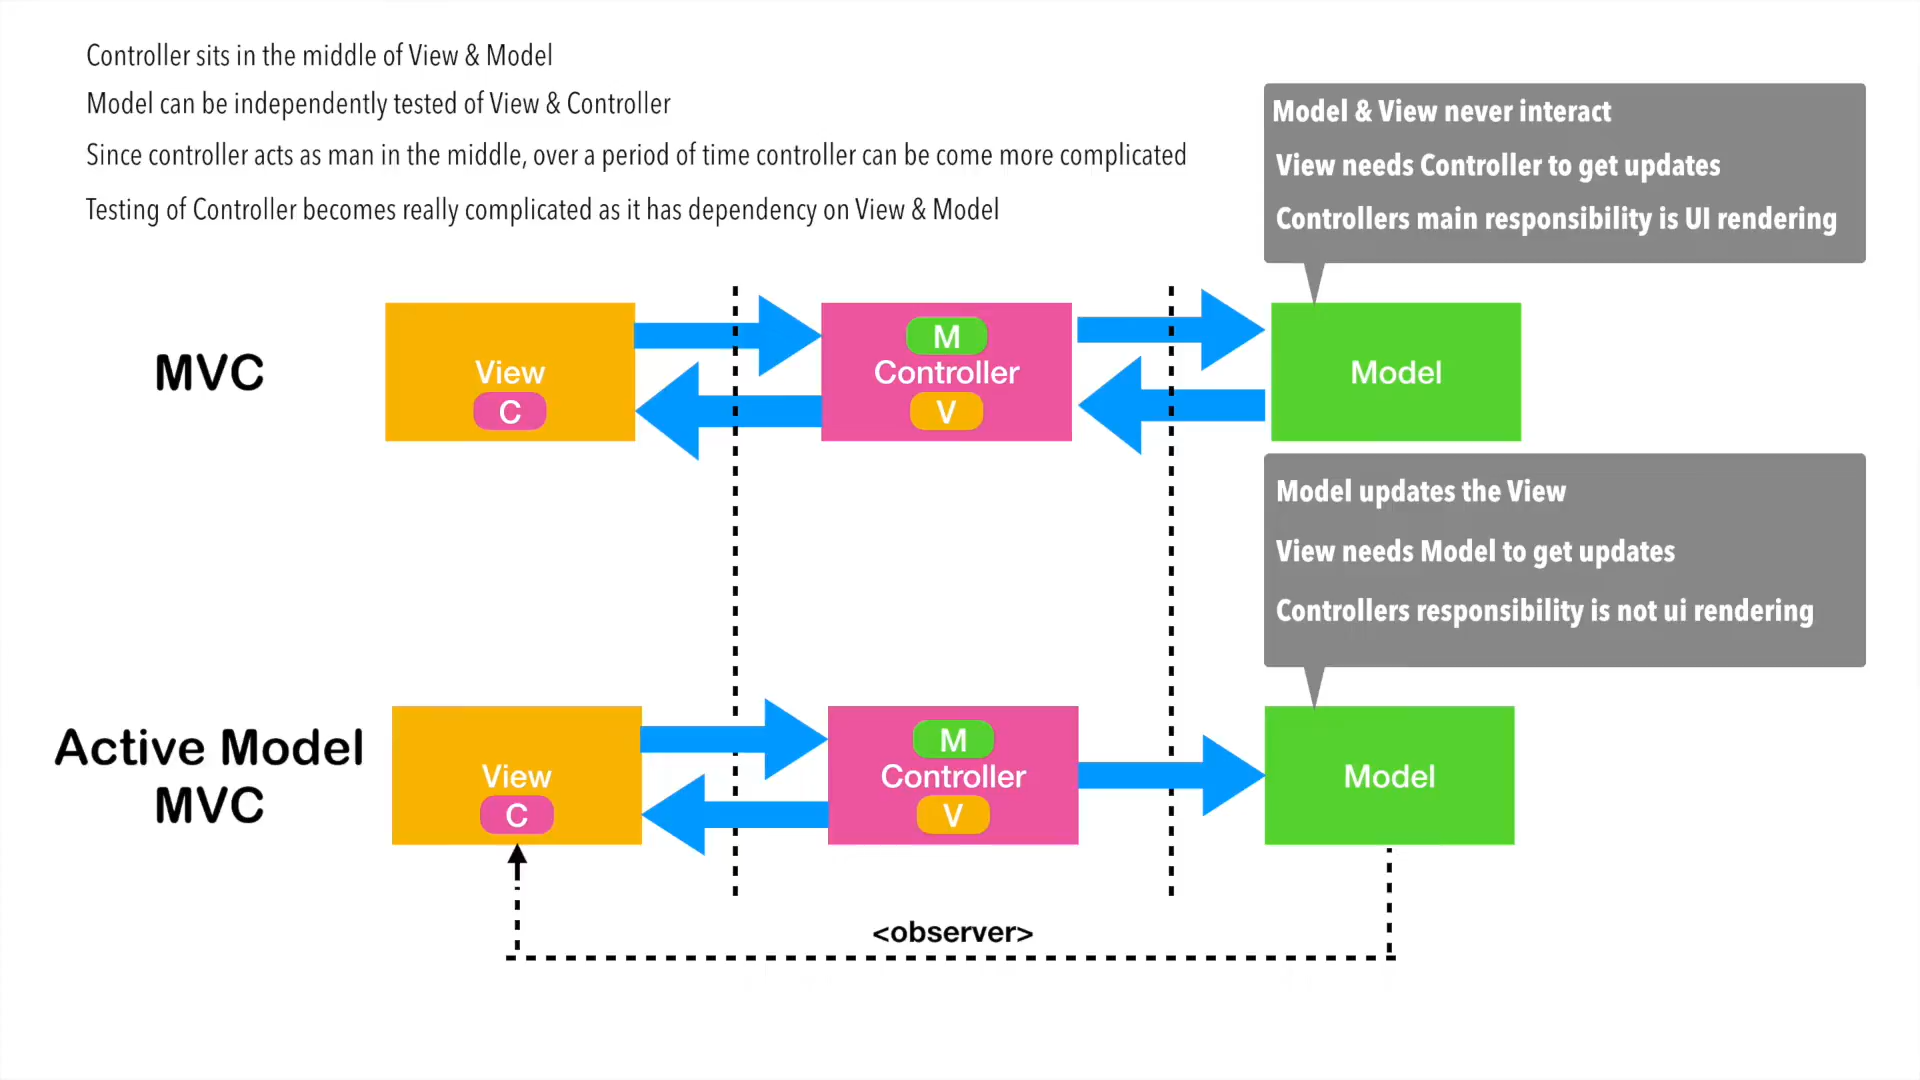 Controller sits in the middle of View & Model
Model can be independently tested of View & Controller
Since controller acts as man in the middle, over a period of time controller can be come more complicated
Testing of Controller becomes really complicated as it has dependency on View & Model
Model & View never interact
View needs Controller to get updates
Controllers main responsibility is UI rendering
MVC
View
C
M
Controller
V
Model
Model updates the View
View needs Model to get updates
Controllers responsibility is not ui rendering
Active Model
MVC
View
C
M
Controller
V
Model
<observer>